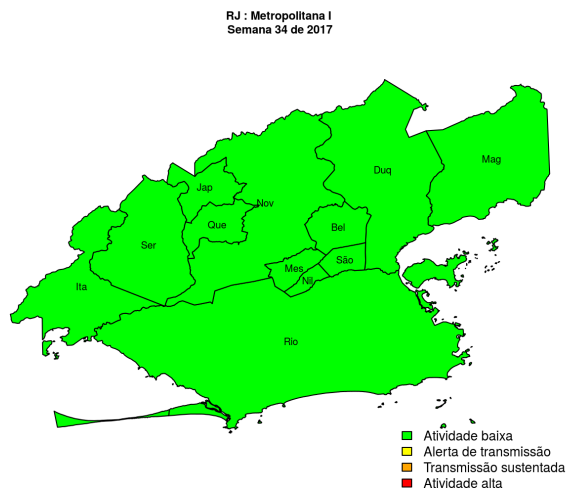 RJ : Metropolitana I
Semana 34 de 2017
Mag
Duq
Jap
Nov
Que
Bel
Ser
São
Mes
Nil
Ita
Rio
Atividade baixa
Alerta de transmissão
Transmissão sustentada
Atividade alta